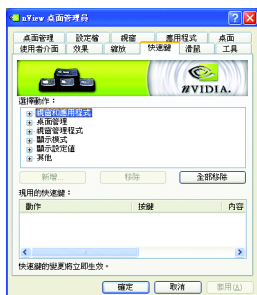 nView 桌面管理員
桌面管理 設定檔 視窗 應用程式 桌面
使用者介面 效果 縮放 快速鍵 滑鼠 工具
nVIDIA.
選擇動作：
視窗和應用程式
桌面管理
視窗管理程式
顯示模式
顯示設定值
其他
新增... 移除 全部移除
現用的快速鍵：
動作 按鍵 內容
快速鍵的變更將立即生效。
確定 取消 套用(A)